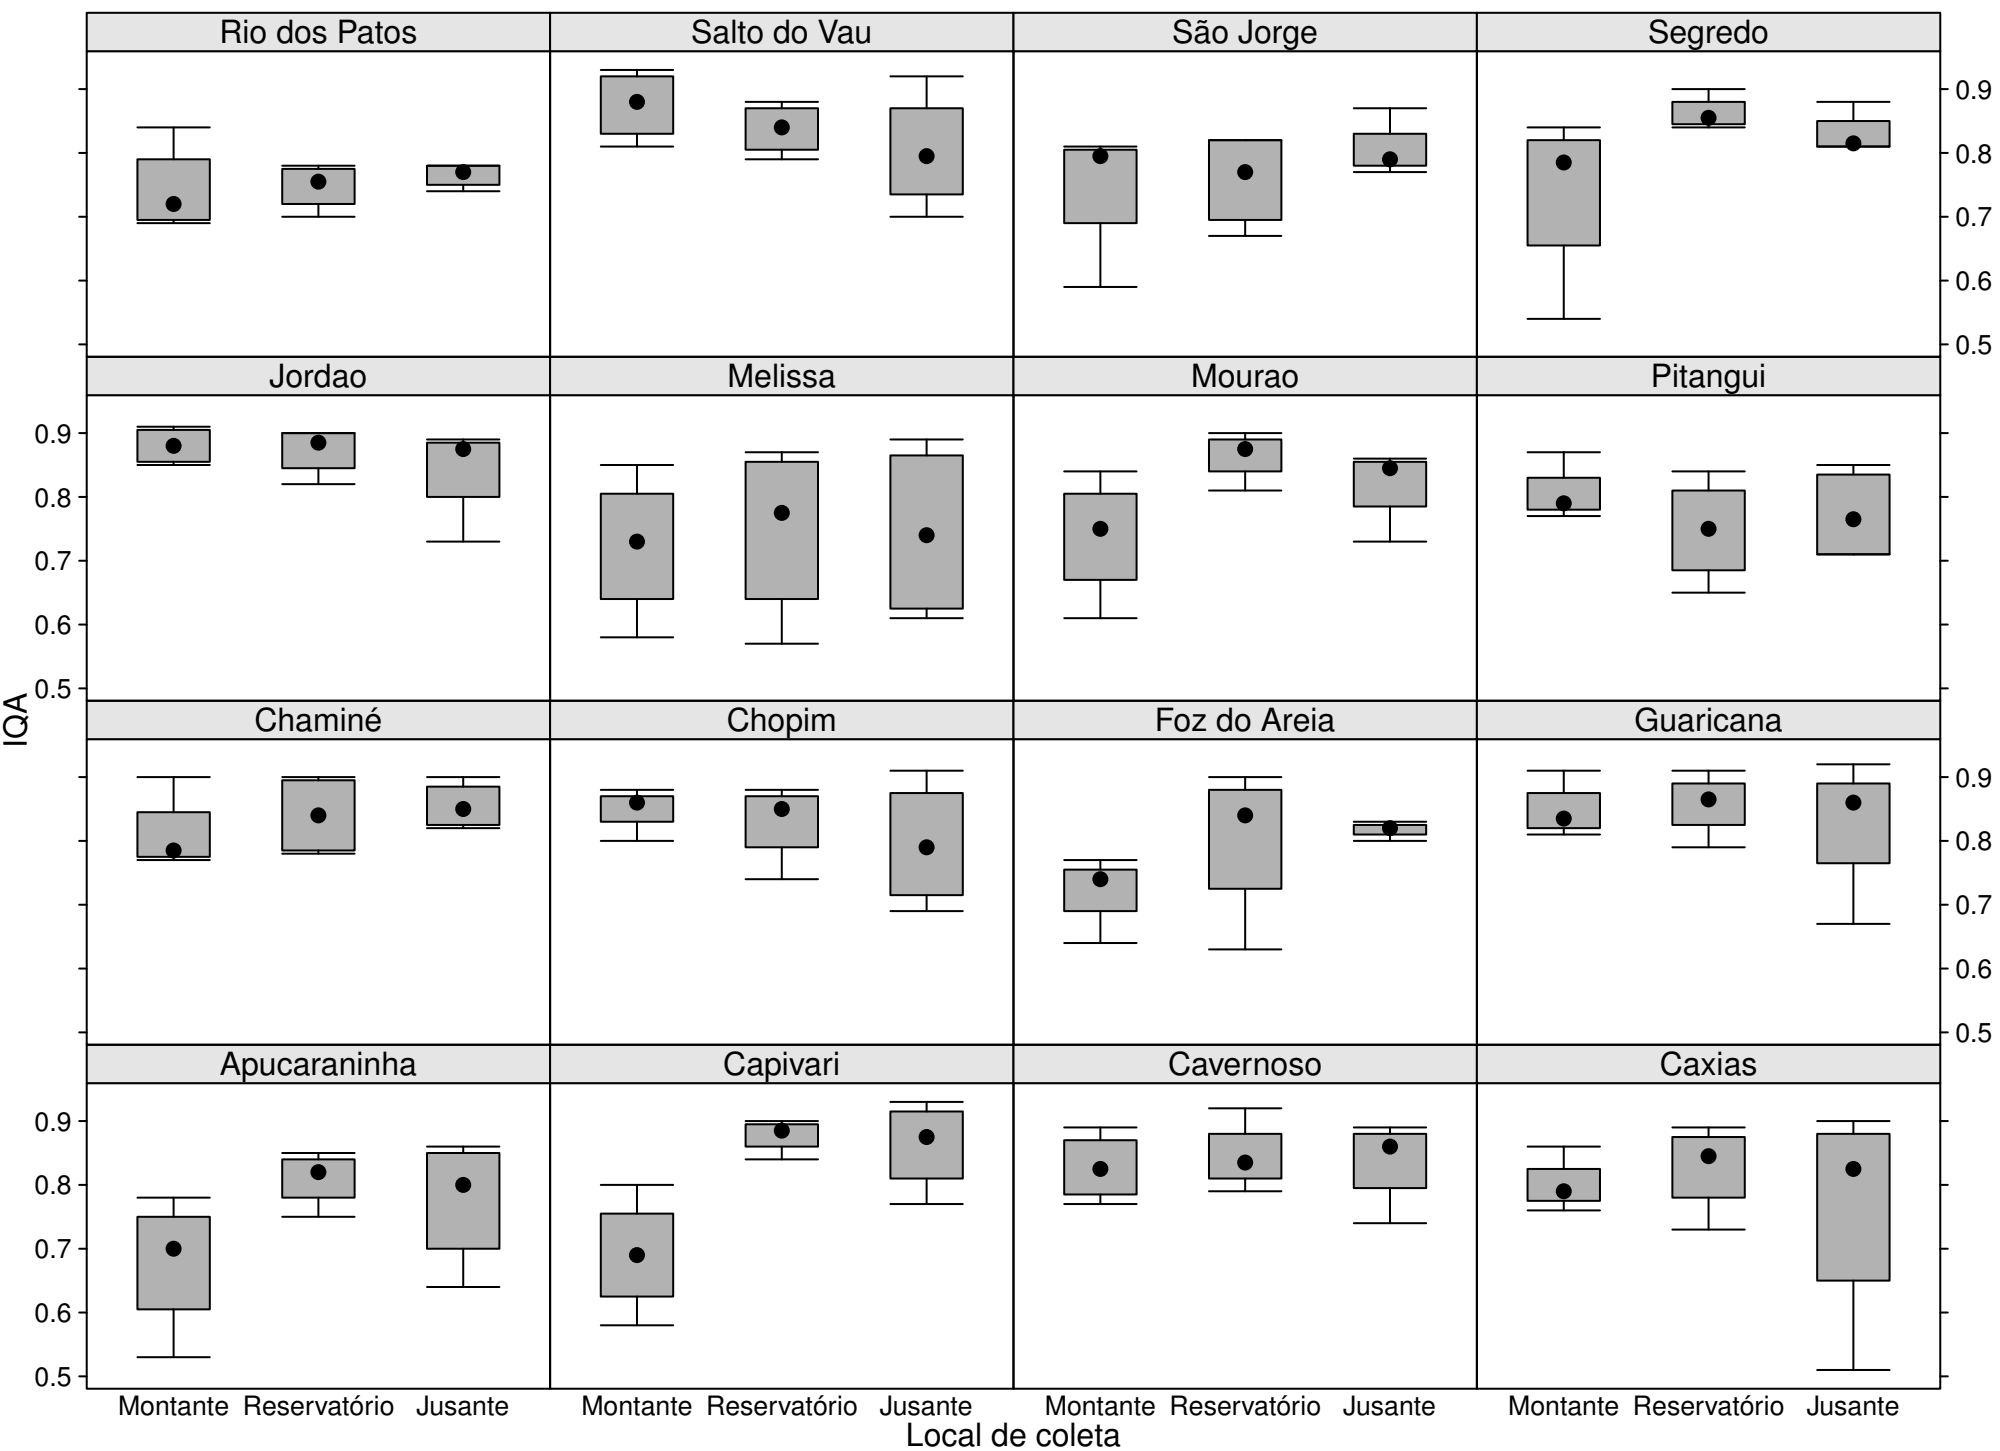 Rio dos Patos Salto do Vau São Jorge Segredo
0.9
0.8
0.7
0.6
0.5
Jordao Melissa Mourao Pitangui
0.9
0.8
0.7
0.6
0.5
IQA
Chaminé Chopim Foz do Areia Guaricana
0.9
0.8
0.7
0.6
0.5
Apucaraninha Capivari Cavernoso Caxias
0.9
0.8
0.7
0.6
0.5
Montante Reservatório Jusante Montante Reservatório Jusante Montante Reservatório Jusante Montante Reservatório Jusante
Local de coleta